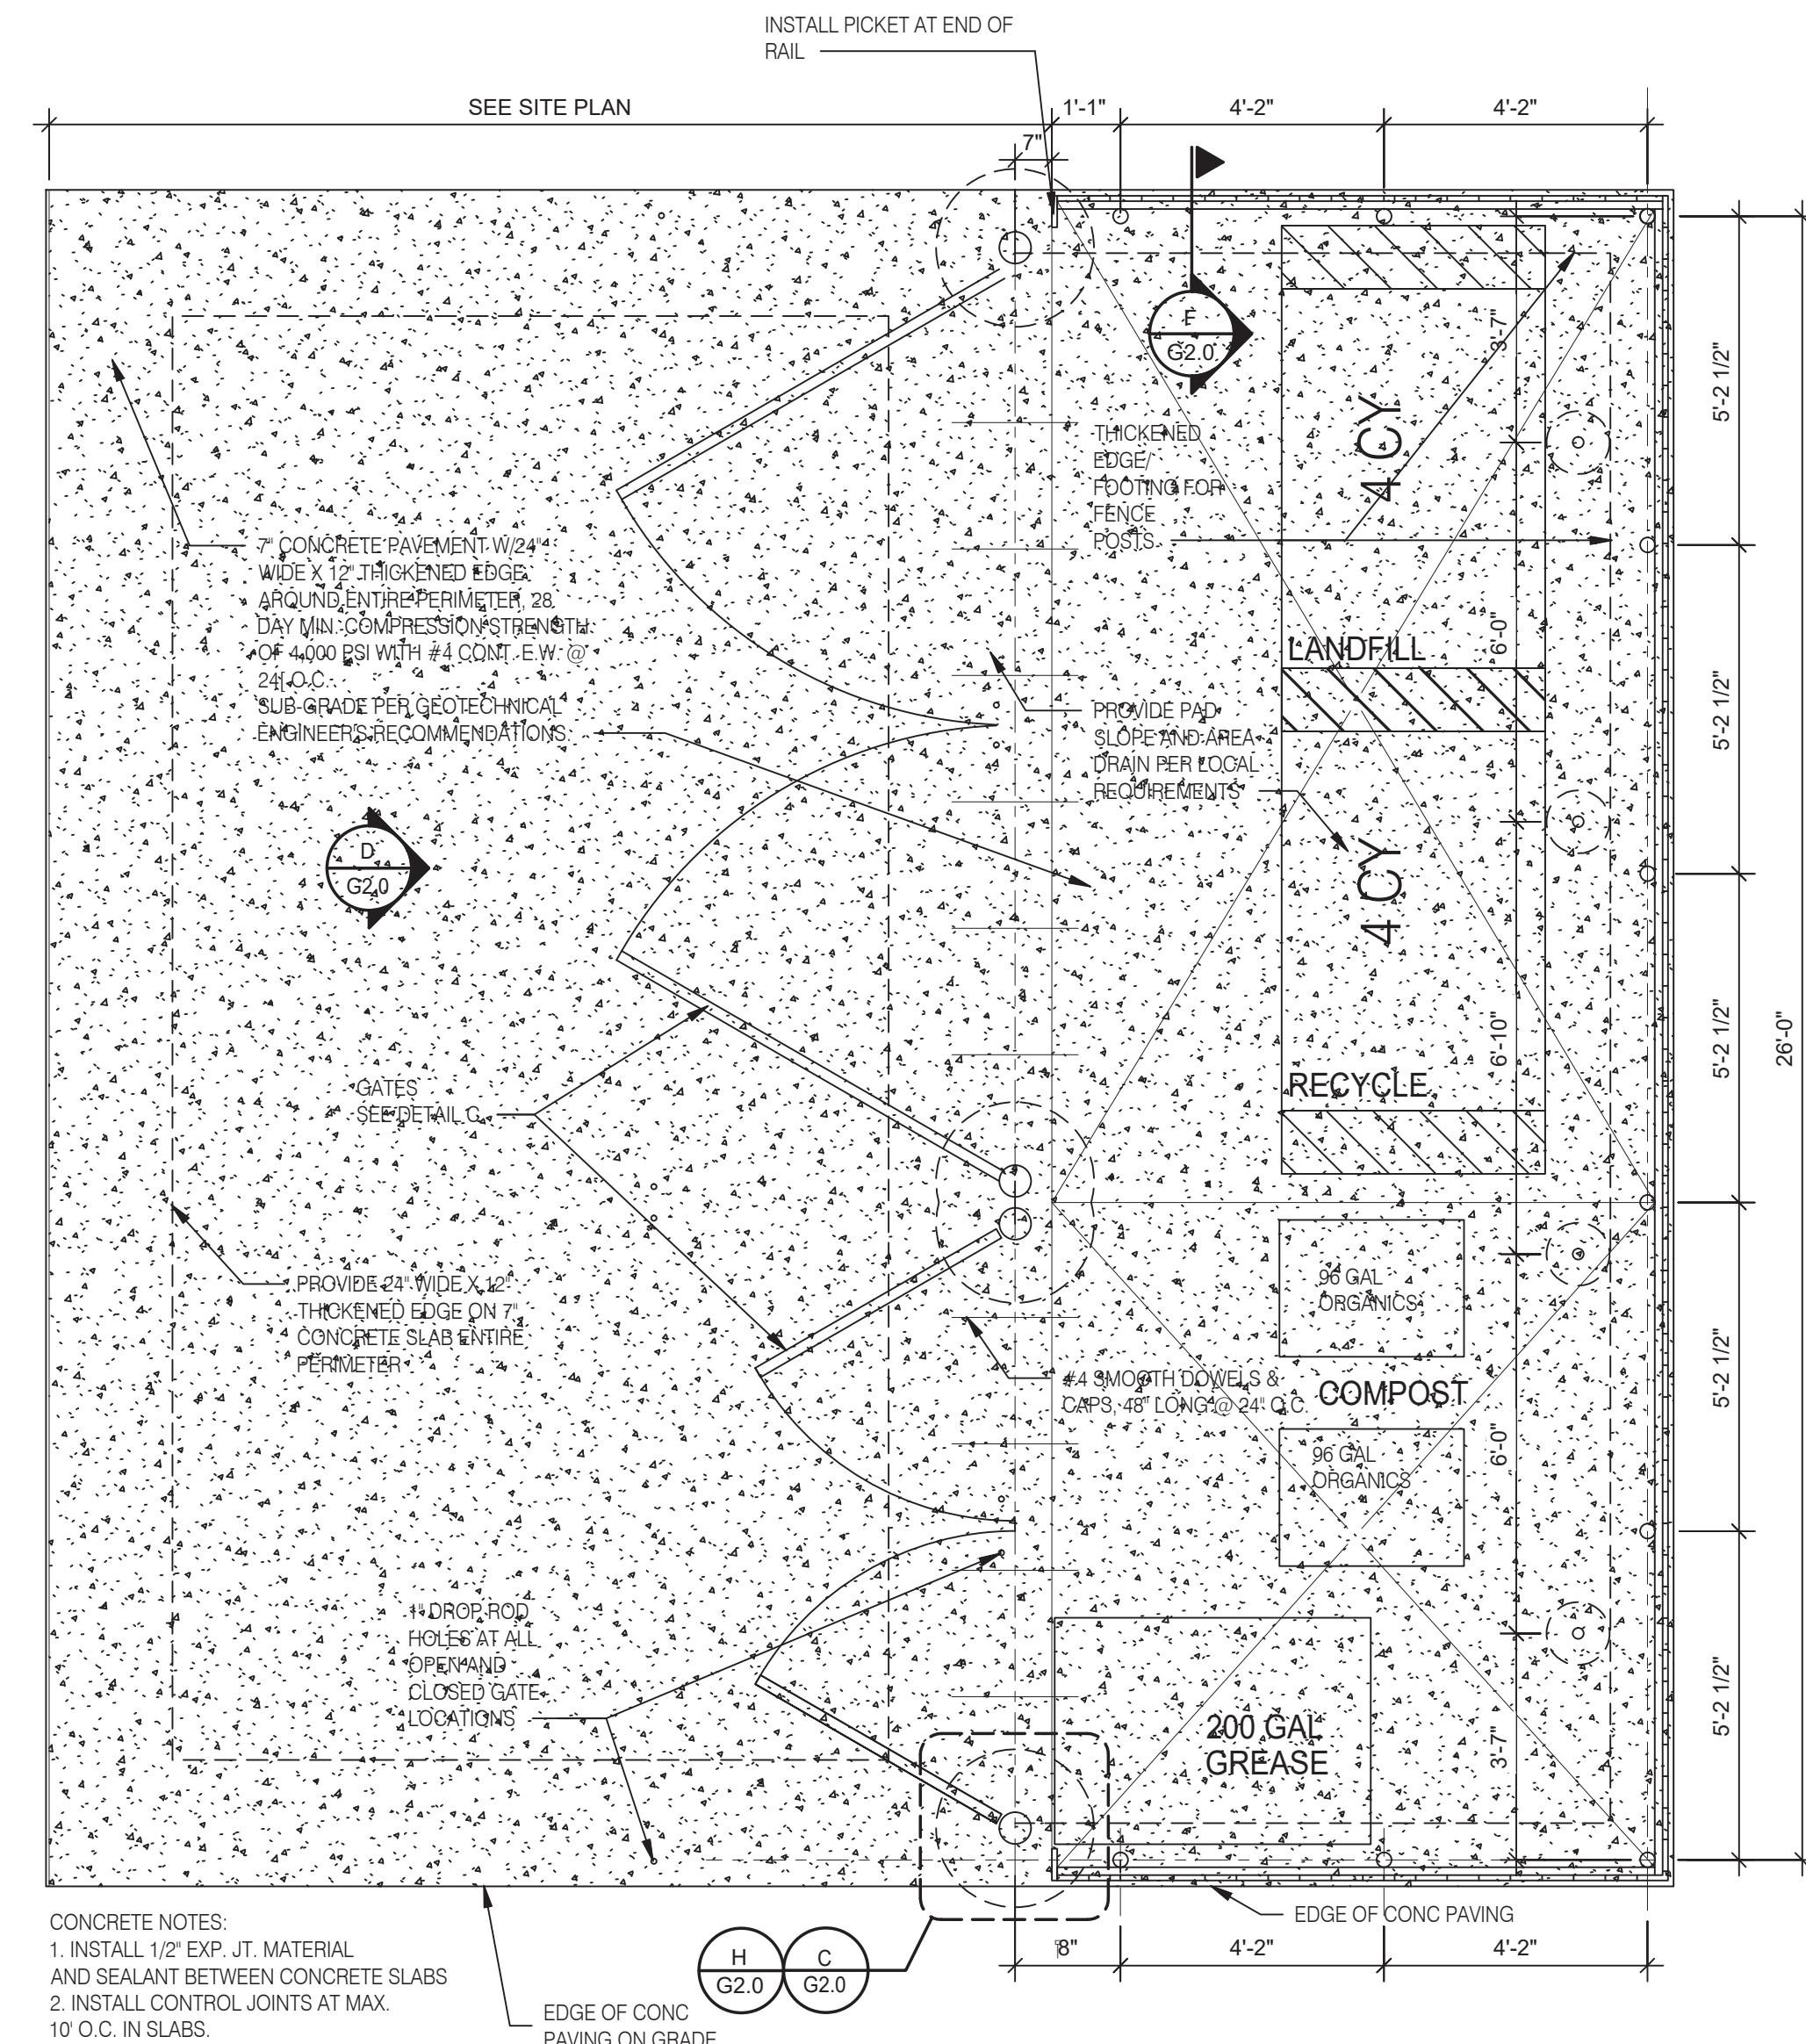 INSTALL PICKET AT END OF
RAIL
SEE SITE PLAN
1'-1"
4'-2"
4'-2"
7"
F
G2.0
3'-7"
5'-2 1/2"
4 CY
THICKENED
EDGE/
FOOTING FOR
FENCE
POSTS
7" CONCRETE PAVEMENT W/24"
WIDE X 12" THICKENED EDGE
AROUND ENTIRE PERIMETER, 28
DAY MIN. COMPRESSION STRENGTH
OF 4,000 PSI WITH #4 CONT. E.W. @
24[ O.C.
SUB-GRADE PER GEOTECHNICAL
ENGINEER'S RECOMMENDATIONS.
LANDFILL
6'-0"
5'-2 1/2"
PROVIDE PAD
SLOPE AND AREA
DRAIN PER LOCAL
REQUIREMENTS
D
G2.0
4 CY
5'-2 1/2"
26'-0"
6'-10"
RECYCLE
GATES
SEE DETAIL C
PROVIDE 24" WIDE X 12"
THICKENED EDGE ON 7"
CONCRETE SLAB ENTIRE
PERIMETER
96 GAL
ORGANICS
#4 SMOOTH DOWELS &
CAPS, 48" LONG @ 24" O.C.
COMPOST
5'-2 1/2"
96 GAL
ORGANICS
6'-0"
1" DROP ROD
HOLES AT ALL
OPEN AND
CLOSED GATE
LOCATIONS
200 GAL
GREASE
3'-7"
5'-2 1/2"
EDGE OF CONC PAVING
CONCRETE NOTES:
1. INSTALL 1/2" EXP. JT. MATERIAL
AND SEALANT BETWEEN CONCRETE SLABS
2. INSTALL CONTROL JOINTS AT MAX.
10' O.C. IN SLABS.
H
G2.0
C
G2.0
8"
4'-2"
4'-2"
EDGE OF CONC
PAVING ON GRADE